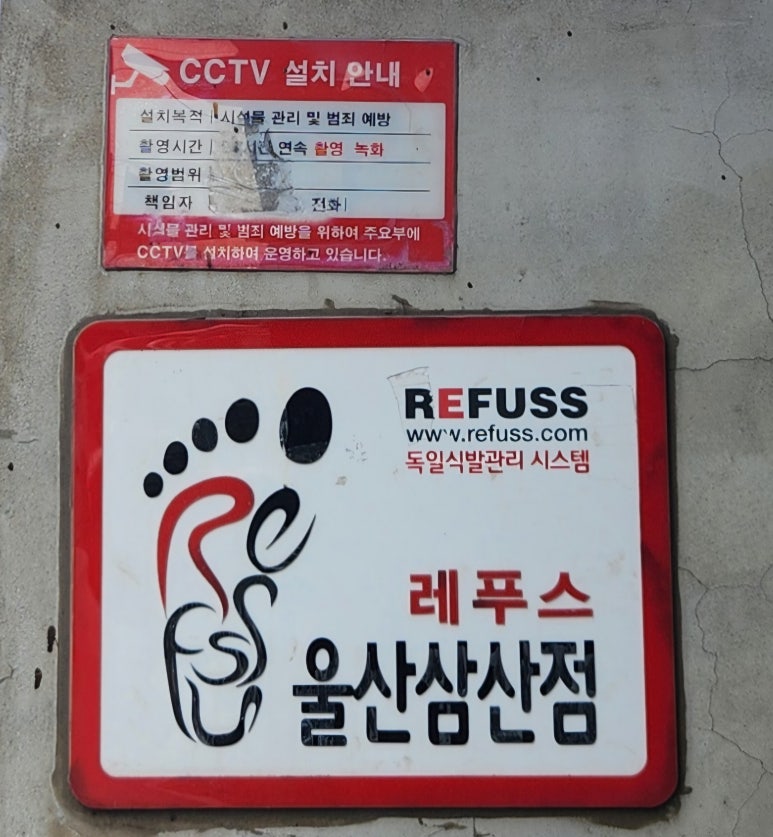 CCTV 설치 안내
설치목적 시설물 관리 및 범죄 예방
촬영시간 연속 촬영 녹화
촬영범위
책임자 전화
시설물 관리 및 범죄 예방을 위하여 주요부에
CCTV를 설치하여 운영하고 있습니다.
REFUSS
www.refuss.com
독일식발관리 시스템
ReFuSS
레푸스
울산삼산점